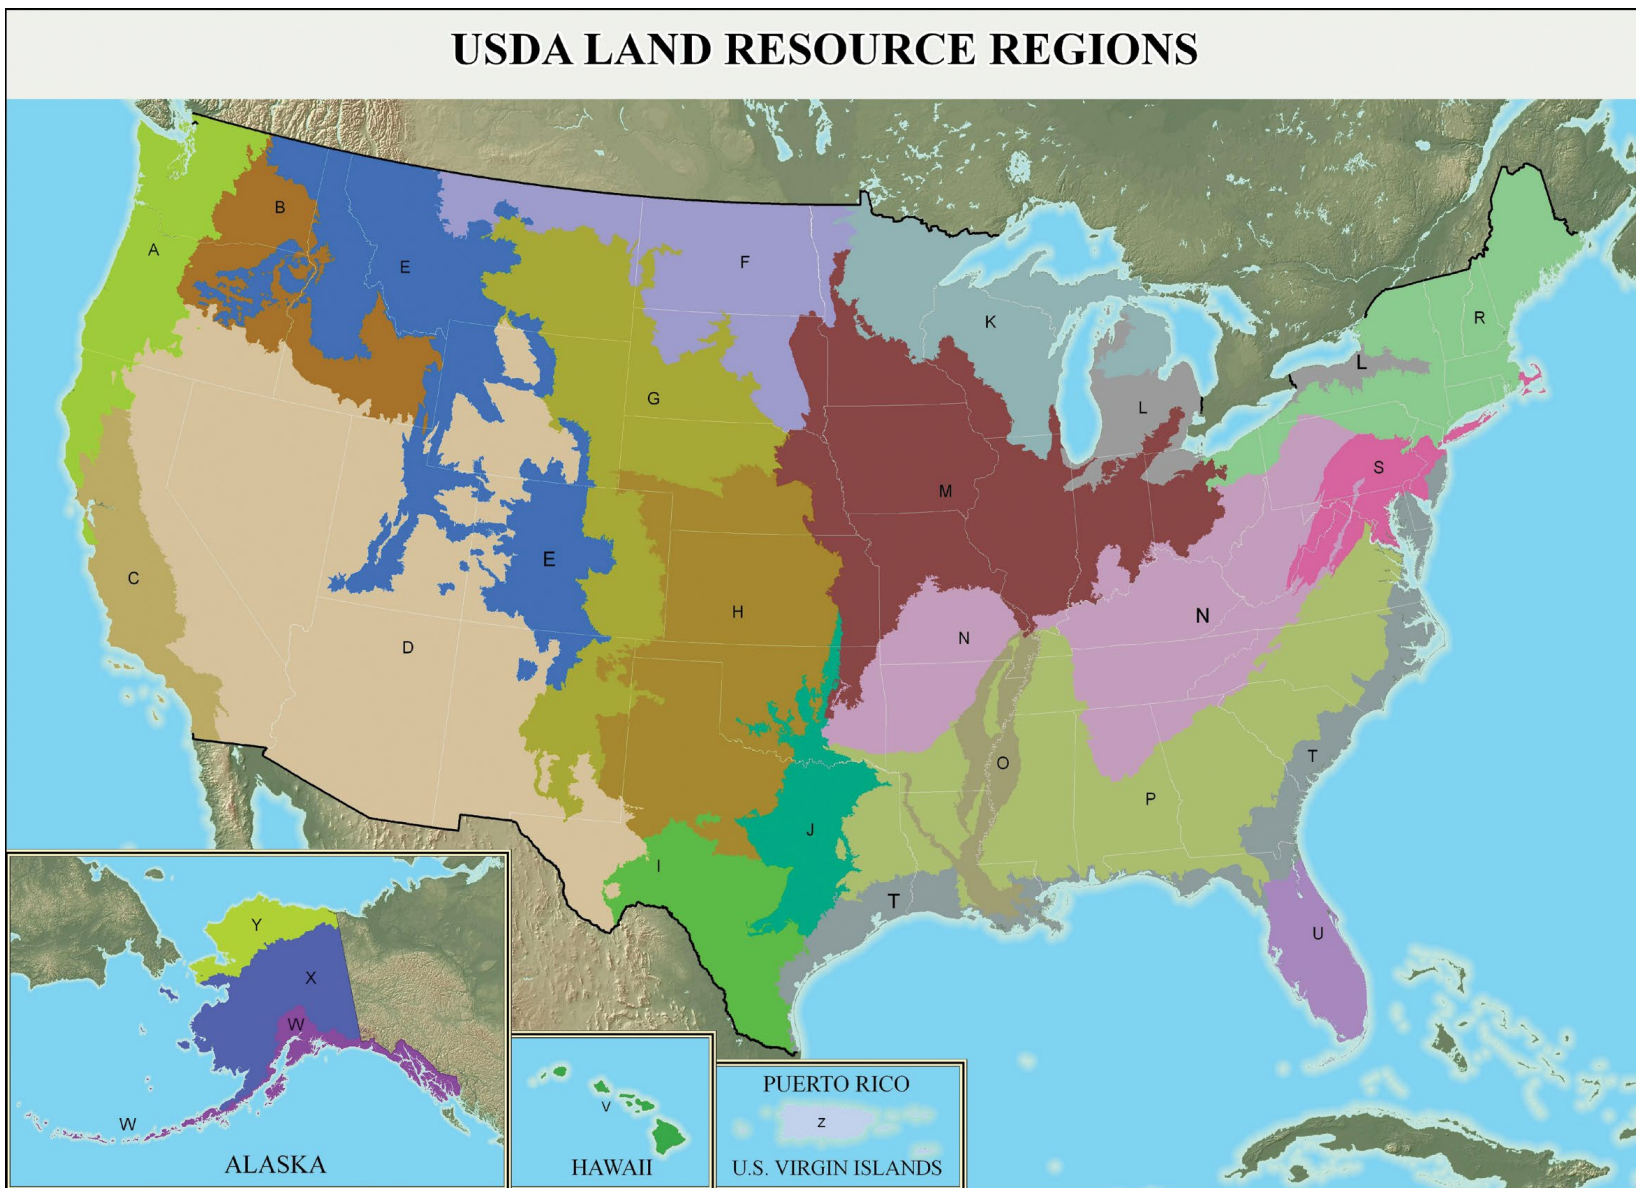 USDA LAND RESOURCE REGIONS
A
B
E
F
K
R
L
G
L
S
M
E
C
H
N
N
D
O
T
P
J
I
T
U
Y
X
W
W
ALASKA
V
HAWAII
PUERTO RICO
Z
U.S. VIRGIN ISLANDS